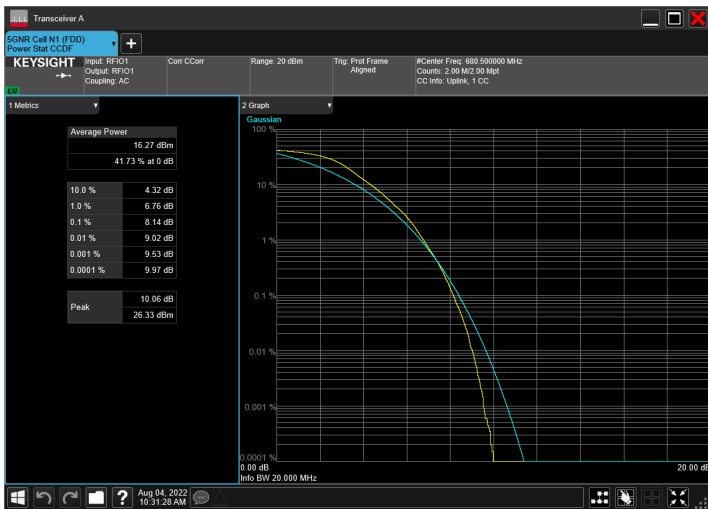 Transceiver A
5GNR Cell N1 (FDD)
Power Stat CCDF
KEYSIGHT
LXI
Input: RFIO1
Output: RFIO1
Coupling: AC
Corr CCorr
Range: 20 dBm
Trig: Prot Frame
Aligned
#Center Freq: 680.500000 MHz
Counts: 2.00 M/2.00 Mpt
CC Info: Uplink, 1 CC
1 Metrics
Average Power
16.27 dBm
41.73 % at 0 dB
10.0 % 4.32 dB
1.0 % 6.76 dB
0.1 % 8.14 dB
0.01 % 9.02 dB
0.001 % 9.53 dB
0.0001 % 9.97 dB
Peak
10.06 dB
26.33 dBm
2 Graph
Gaussian
100 %
10 %
1 %
0.1 %
0.01 %
0.001 %
0.0001 %
0.00 dB
20.00 dB
Info BW 20.000 MHz
?
Aug 04, 2022
10:31:28 AM